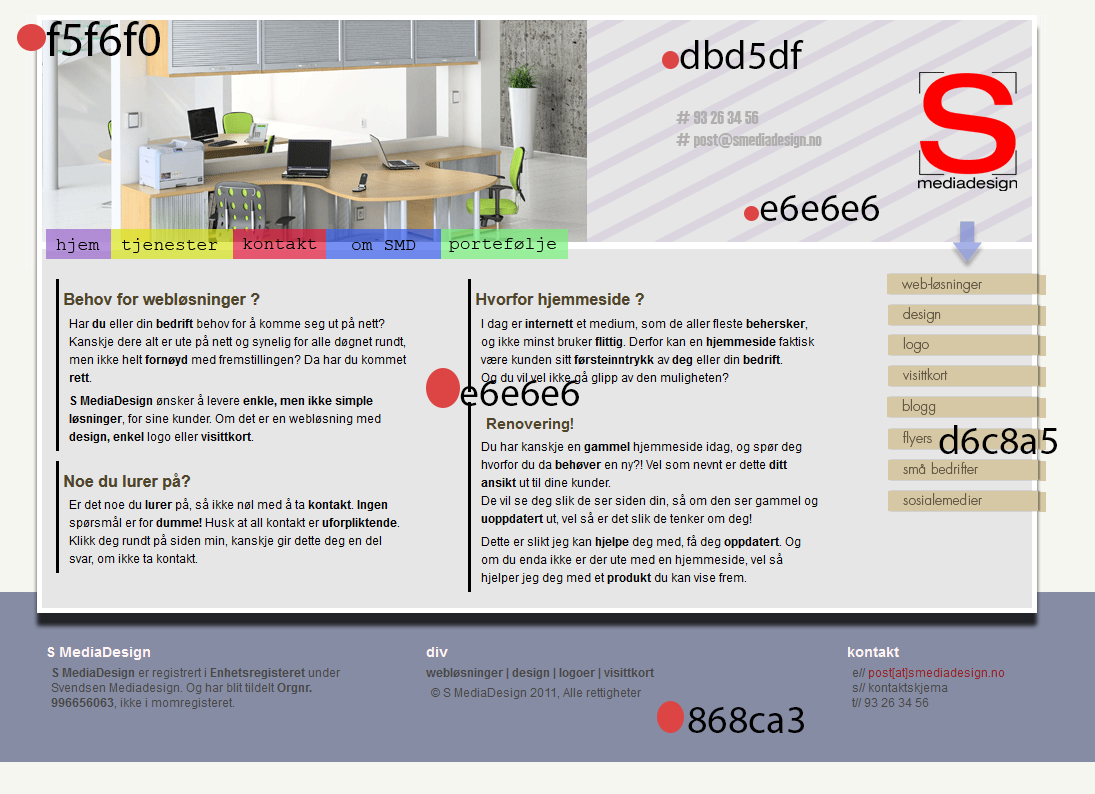 f5f6f0
dbd5df
# 93 26 34 56
# post@smediadesign.no
S
mediadesign
e6e6e6
hjem tjenester kontakt om SMD portefølje
Behov for webløsninger ?
Har du eller din bedrift behov for å komme seg ut på nett?
Kanskje dere alt er ute på nett og synelig for alle døgnet rundt,
men ikke helt fornøyd med fremstillingen? Da har du kommet
rett.
S MediaDesign ønsker å levere enkle, men ikke simple
løsninger, for sine kunder. Om det er en webløsning med
design, enkel logo eller visittkort.
Noe du lurer på?
Er det noe du lurer på, så ikke nøl med å ta kontakt. Ingen
spørsmål er for dumme! Husk at all kontakt er uforpliktende.
Klikk deg rundt på siden min, kanskje gir dette deg en del
svar, om ikke ta kontakt.
Hvorfor hjemmeside ?
I dag er internett et medium, som de aller fleste behersker,
og ikke minst bruker flittig. Derfor kan en hjemmeside faktisk
være kunden sitt førsteinntrykk av deg eller din bedrift.
Og du vil vel ikke gå glipp av den muligheten?
e6e6e6
Renovering!
Du har kanskje en gammel hjemmeside idag, og spør deg
hvorfor du da behøver en ny?! Vel som nevnt er dette ditt
ansikt ut til dine kunder.
De vil se deg slik de ser siden din, så om den ser gammel og
uoppdatert ut, vel så er det slik de tenker om deg!
Dette er slikt jeg kan hjelpe deg med, få deg oppdatert. Og
om du enda ikke er der ute med en hjemmeside, vel så
hjelper jeg deg med et produkt du kan vise frem.
web-løsninger
design
logo
visittkort
blogg
flyers
d6c8a5
små bedrifter
sosialemedier
S MediaDesign
S MediaDesign er registrert i Enhetsregisteret under
Svendsen Mediadesign. Og har blit tildelt Orgnr.
996656063, ikke i momregisteret.
div
webløsninger | design | logoer | visittkort
© S MediaDesign 2011, Alle rettigheter
868ca3
kontakt
e// post[at]smediadesign.no
s// kontaktskjema
t// 93 26 34 56